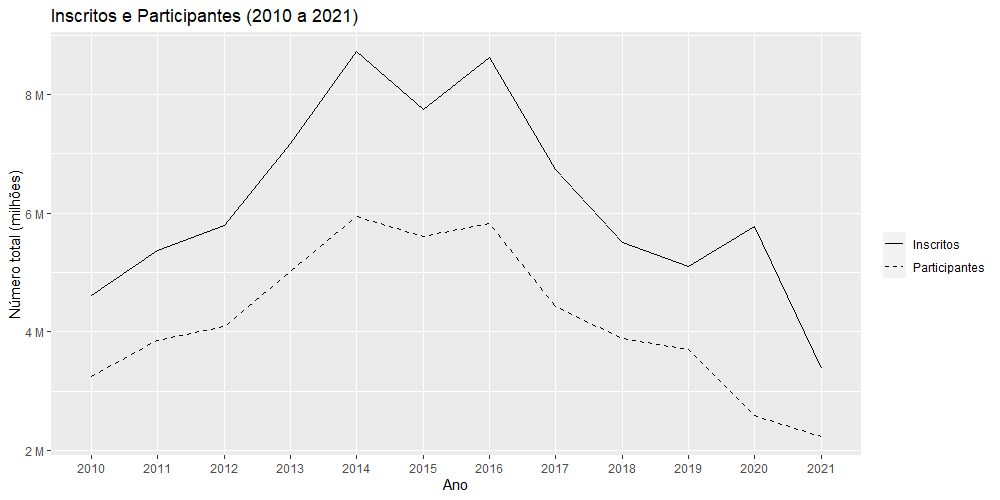 Inscritos e Participantes (2010 a 2021)
Número total (milhões)
8 M
6 M
4 M
2 M
2010 2011 2012 2013 2014 2015 2016 2017 2018 2019 2020 2021
Ano
Inscritos
Participantes